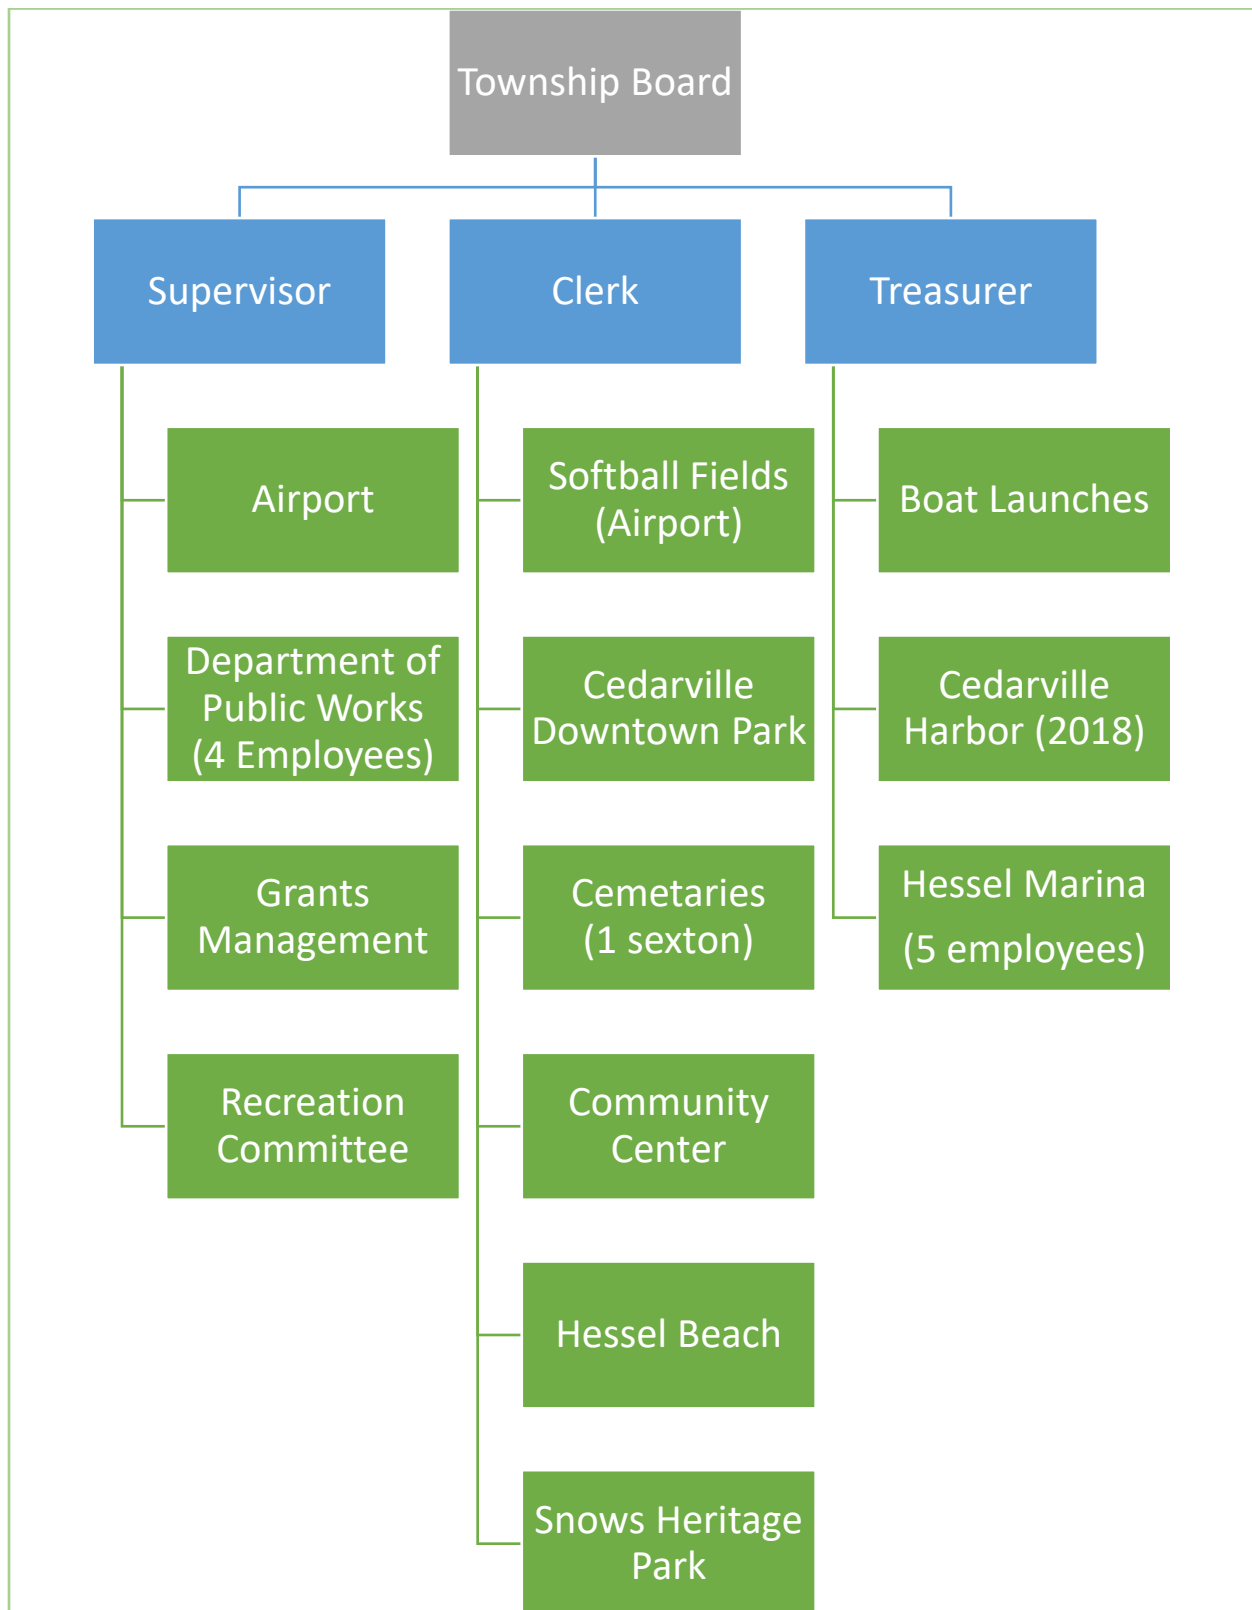 Township Board
Supervisor
Clerk
Treasurer
Airport
Softball Fields
(Airport)
Boat Launches
Department of
Public Works
(4 Employees)
Cedarville
Downtown Park
Cedarville
Harbor (2018)
Grants
Management
Cemetaries
(1 sexton)
Hessel Marina
(5 employees)
Recreation
Committee
Community
Center
Hessel Beach
Snows Heritage
Park